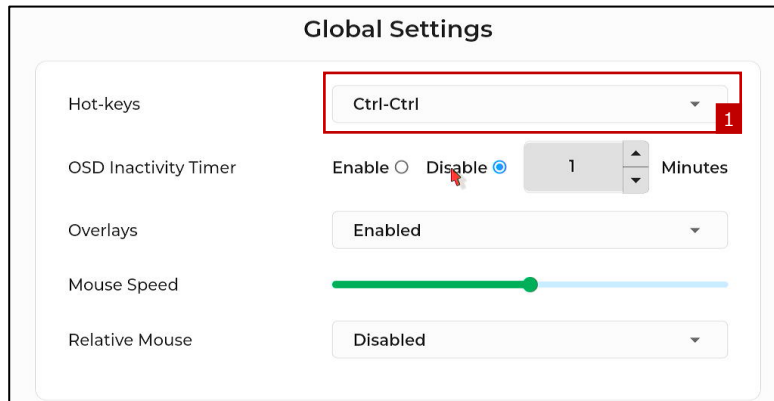 Global Settings
Hot-keys Ctrl-Ctrl
1
OSD Inactivity Timer Enable Disable 1 Minutes
Overlays Enabled
Mouse Speed
Relative Mouse Disabled